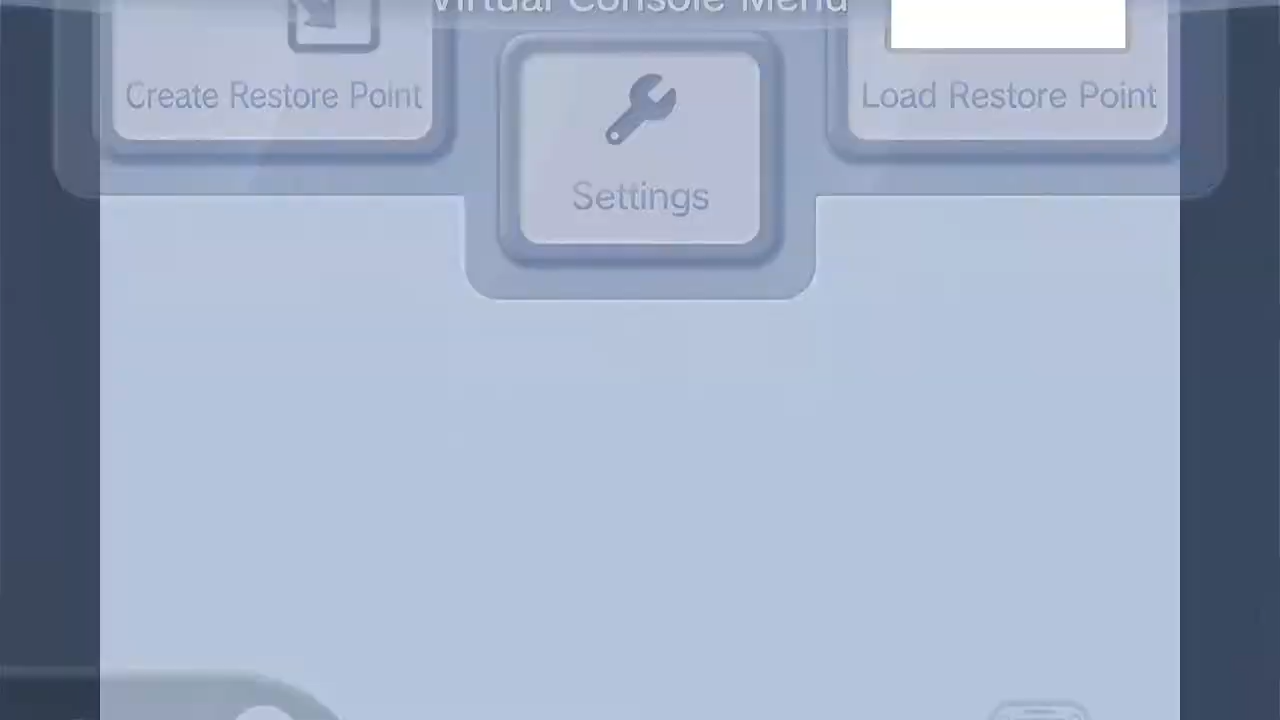 Virtual Console Menu
Create Restore Point
Load Restore Point
Settings